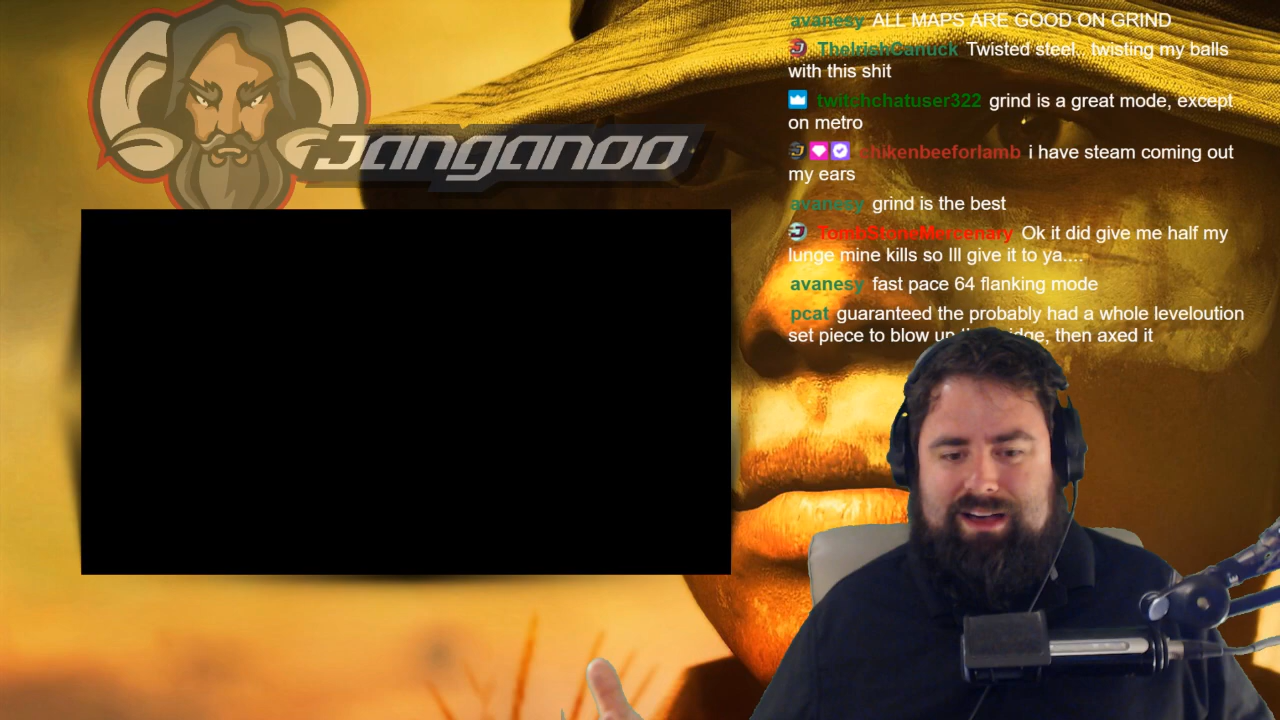 avanesy ALL MAPS ARE GOOD ON GRIND
TheIrishCanuck Twisted steel.. twisting my balls
with this shit
twitchchatuser322 grind is a great mode, except
on metro
chikenbeeforlamb i have steam coming out
my ears
avanesy grind is the best
TombStoneMercenary Ok it did give me half my
lunge mine kills so Ill give it to ya....
avanesy fast pace 64 flanking mode
pcat guaranteed the probably had a whole leveloution
set piece to blow up then axed it
Janganoo